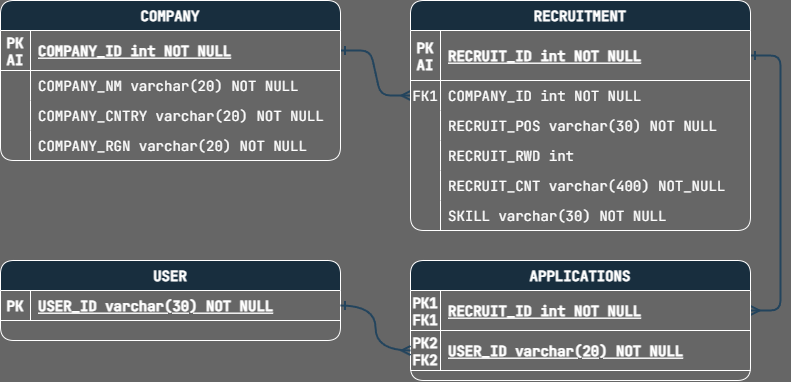 COMPANY
PK
AI
COMPANY_ID int NOT NULL
COMPANY_NM varchar(20) NOT NULL
COMPANY_CNTRY varchar(20) NOT NULL
COMPANY_RGN varchar(20) NOT NULL
RECRUITMENT
PK
AI
RECRUIT_ID int NOT NULL
FK1 COMPANY_ID int NOT NULL
RECRUIT_POS varchar(30) NOT NULL
RECRUIT_RWD int
RECRUIT_CNT varchar(400) NOT_NULL
SKILL varchar(30) NOT NULL
USER
PK USER_ID varchar(30) NOT NULL
APPLICATIONS
PK1
FK1
RECRUIT_ID int NOT NULL
PK2
FK2
USER_ID varchar(20) NOT NULL